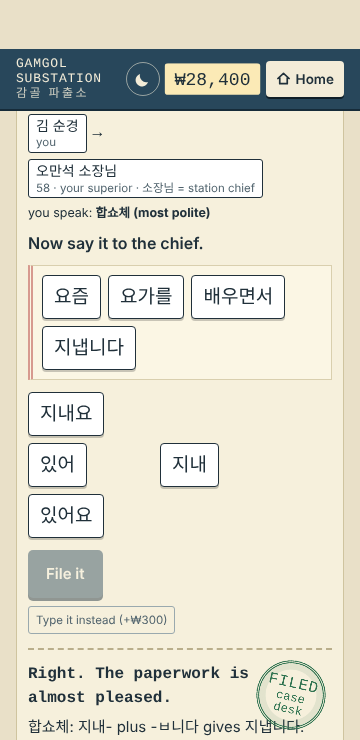 GAMGOL
SUBSTATION
감골 파출소
₩28,400
Home
김 순경
you
→
오만석 소장님
58 · your superior · 소장님 = station chief
you speak: 합쇼체 (most polite)
Now say it to the chief.
요즘 요가를 배우면서
지냅니다
지내요
있어 지내
있어요
File it
Type it instead (+₩300)
Right. The paperwork is
almost pleased.
FILED
case
desk
합쇼체: 지내- plus -ㅂ니다 gives 지냅니다.